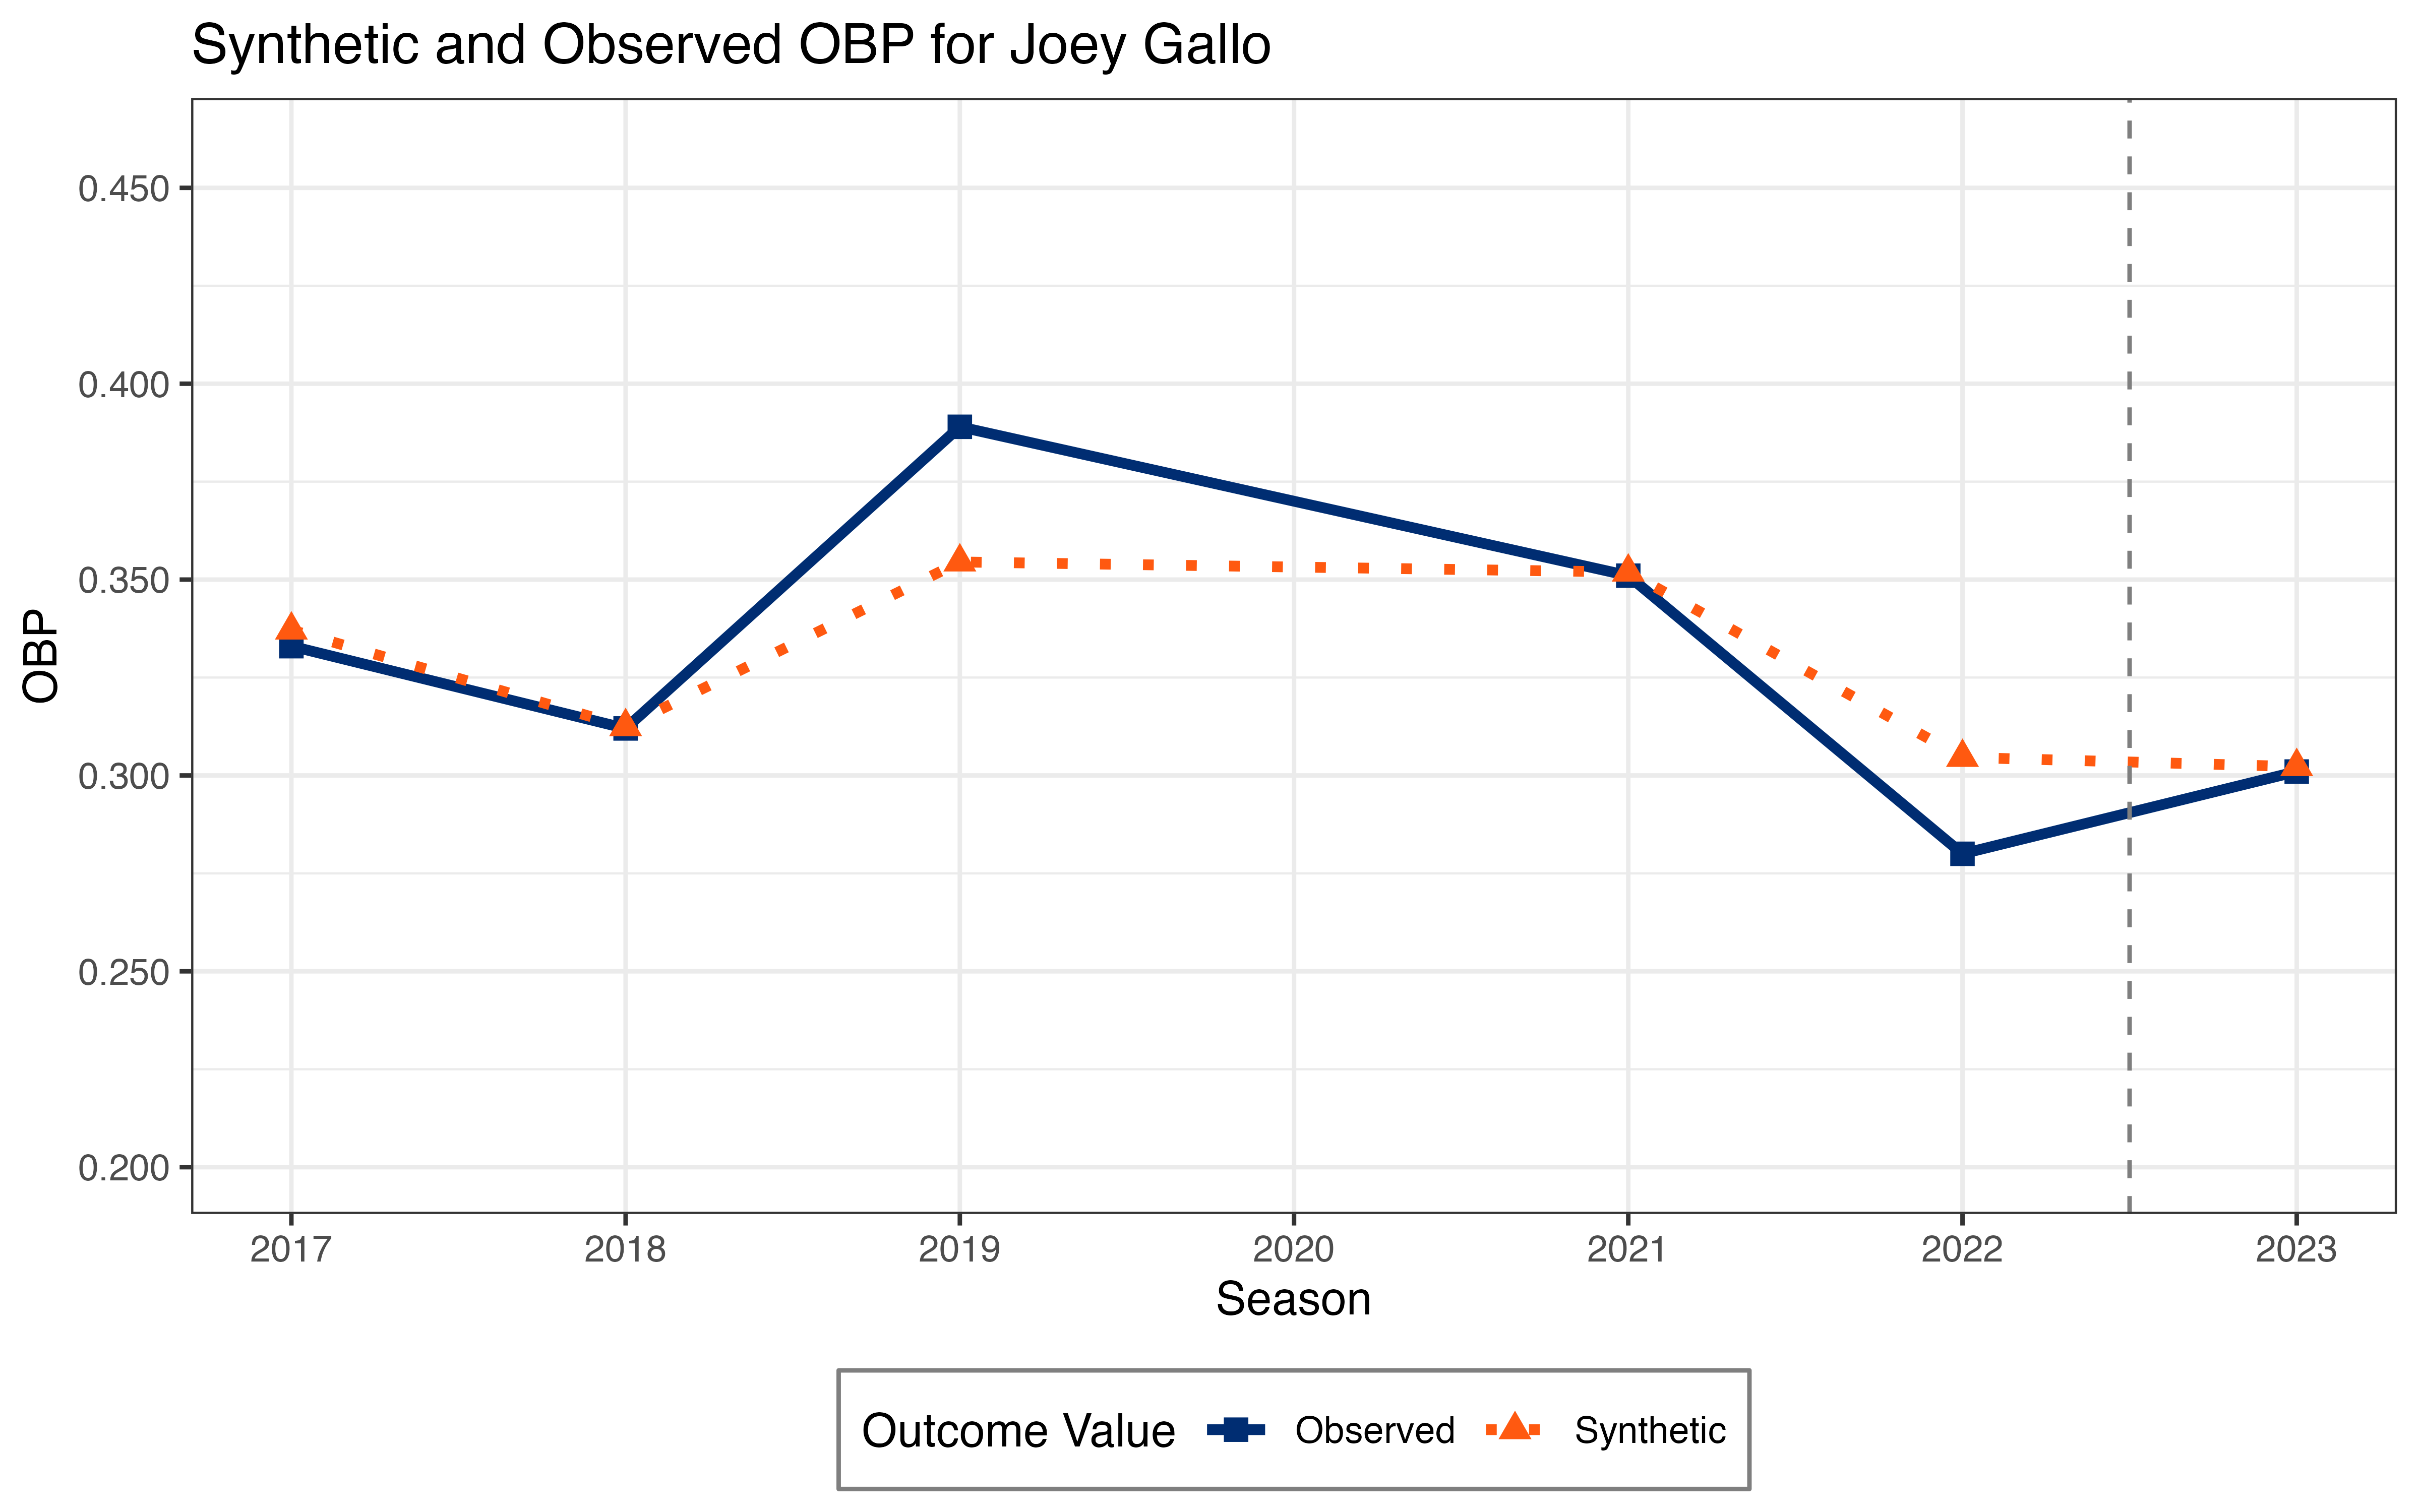 Synthetic and Observed OBP for Joey Gallo
0.450
0.400
0.350
0.300
0.250
0.200
OBP
2017 2018 2019 2020 2021 2022 2023
Season
Outcome Value Observed Synthetic